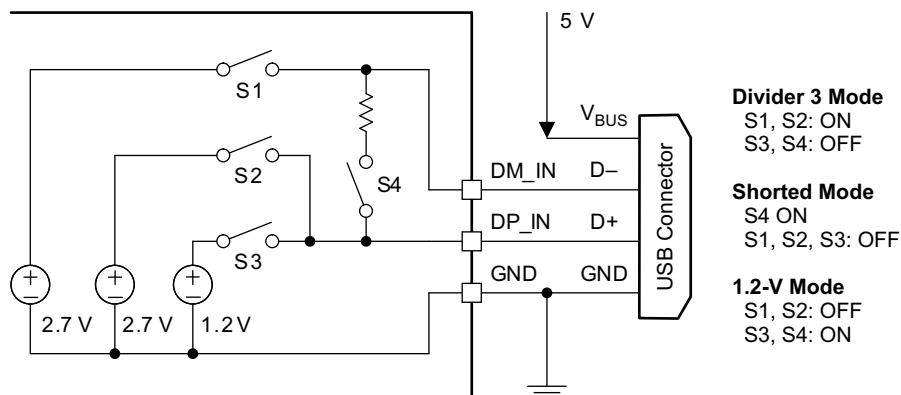 5 V
S1
V_BUS
S2
S4
DM_IN D–
DP_IN D+
S3
GND GND
2.7 V 2.7 V 1.2 V
USB Connector
Divider 3 Mode
S1, S2: ON
S3, S4: OFF
Shorted Mode
S4 ON
S1, S2, S3: OFF
1.2-V Mode
S1, S2: OFF
S3, S4: ON